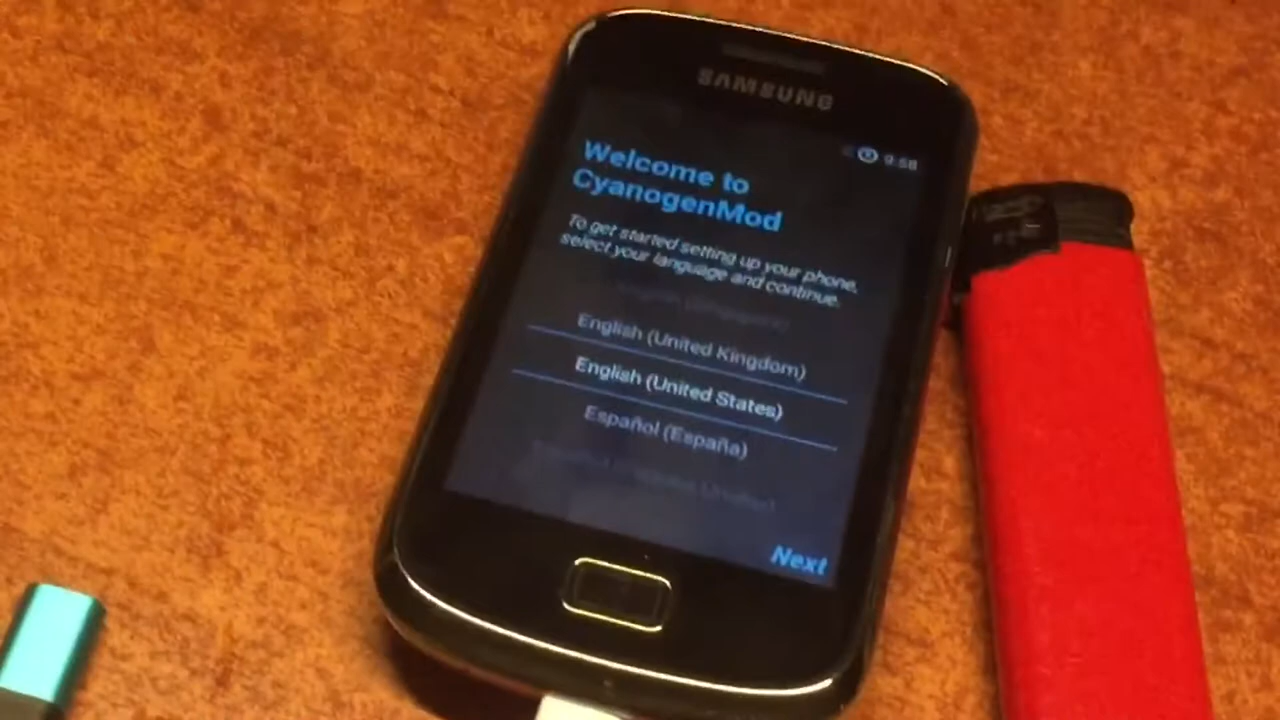 SAMSUNG
9:58
Welcome to
CyanogenMod
To get started setting up your phone,
select your language and continue.
English (United Kingdom)
English (United States)
Español (España)
Next